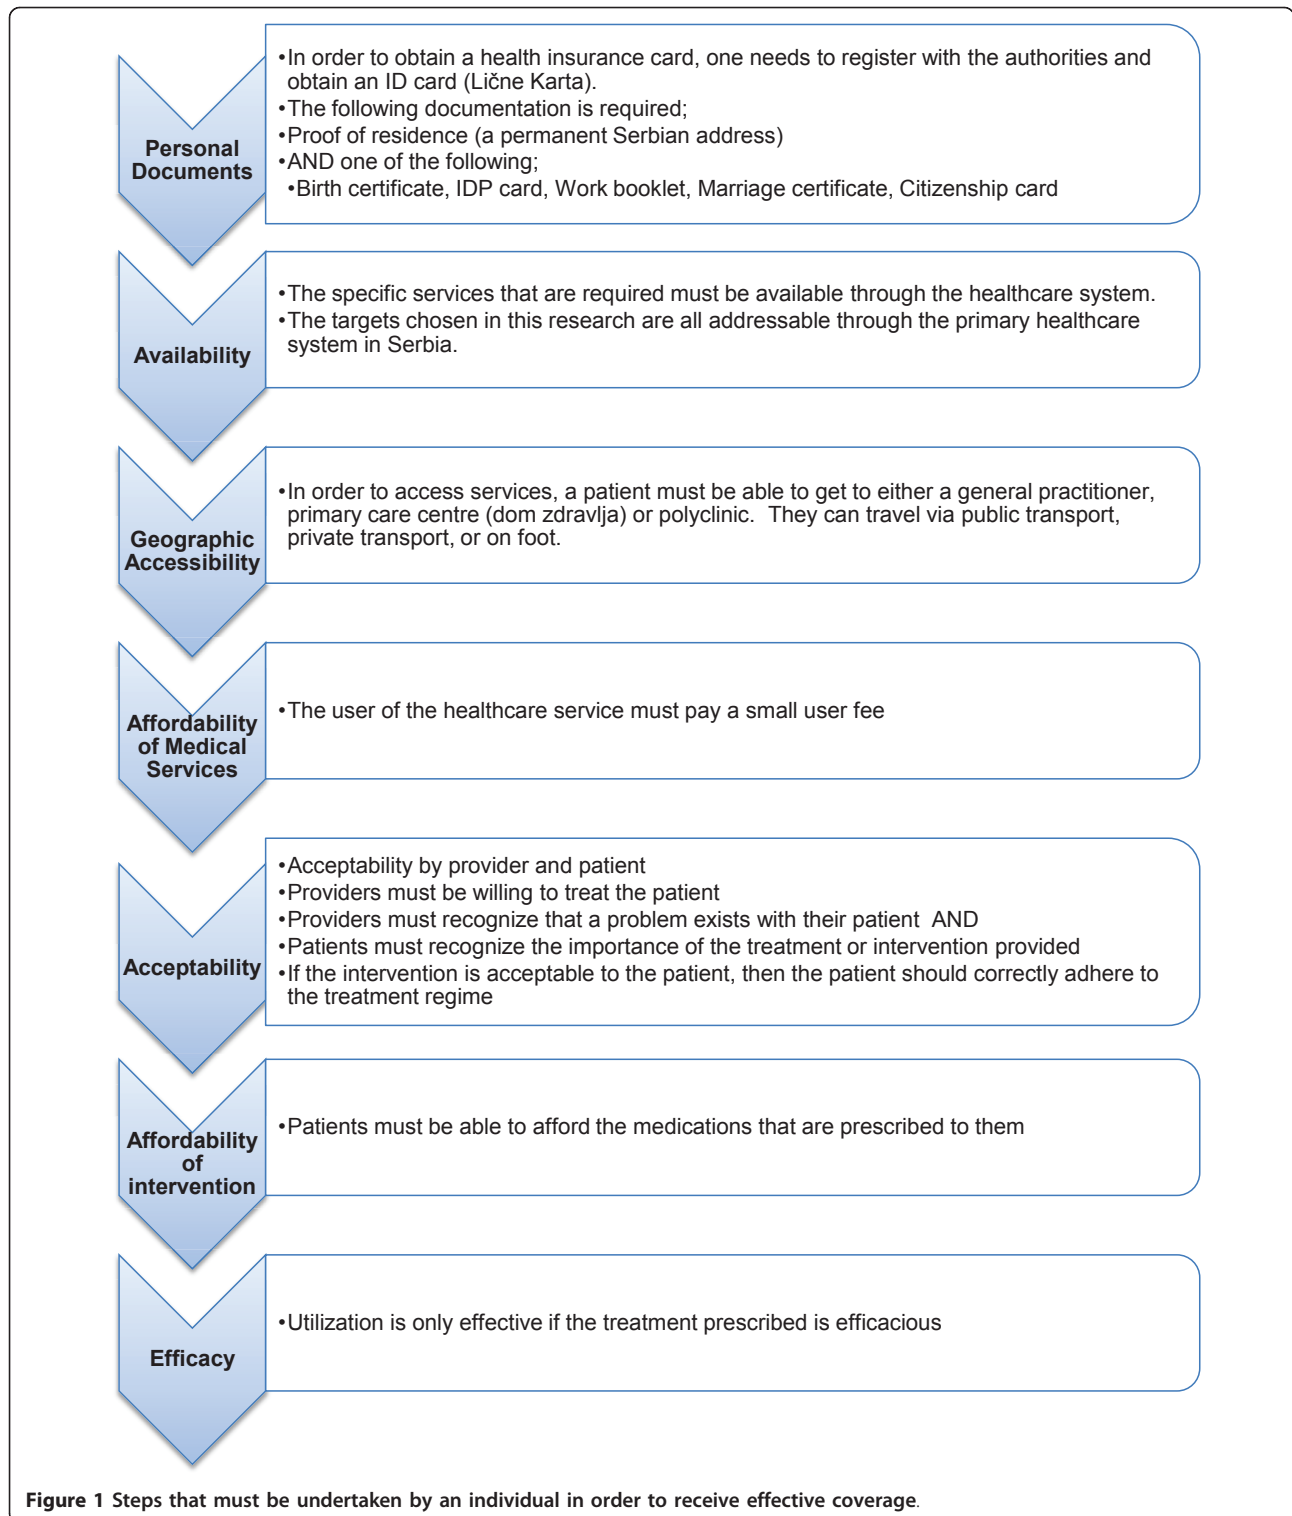 Personal
Documents
•In order to obtain a health insurance card, one needs to register with the authorities and
obtain an ID card (Lične Karta).
•The following documentation is required;
•Proof of residence (a permanent Serbian address)
•AND one of the following;
•Birth certificate, IDP card, Work booklet, Marriage certificate, Citizenship card
Availability
•The specific services that are required must be available through the healthcare system.
•The targets chosen in this research are all addressable through the primary healthcare
system in Serbia.
Geographic
Accessibility
•In order to access services, a patient must be able to get to either a general practitioner,
primary care centre (dom zdravlja) or polyclinic. They can travel via public transport,
private transport, or on foot.
Affordability
of Medical
Services
•The user of the healthcare service must pay a small user fee
Acceptability
•Acceptability by provider and patient
•Providers must be willing to treat the patient
•Providers must recognize that a problem exists with their patient AND
•Patients must recognize the importance of the treatment or intervention provided
•If the intervention is acceptable to the patient, then the patient should correctly adhere to
the treatment regime
Affordability
of
intervention
•Patients must be able to afford the medications that are prescribed to them
Efficacy
•Utilization is only effective if the treatment prescribed is efficacious
Figure 1 Steps that must be undertaken by an individual in order to receive effective coverage.